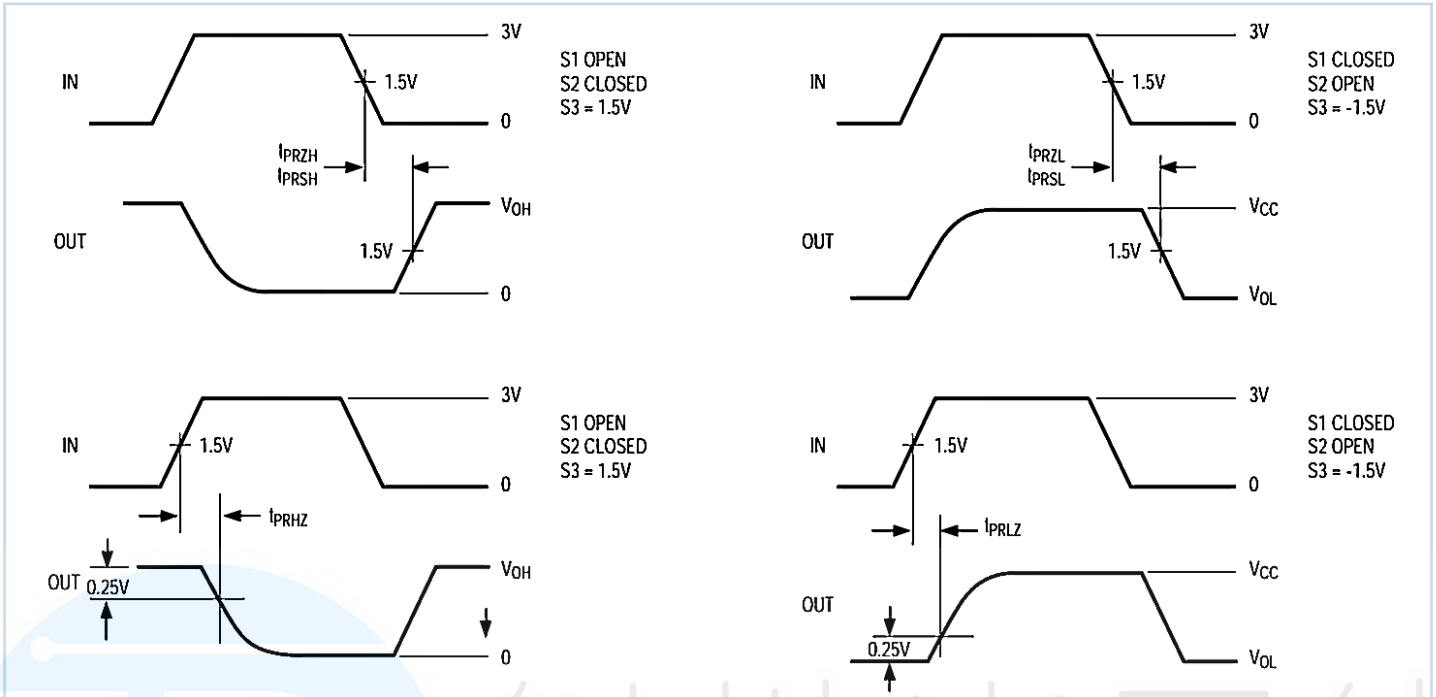 3V
S1 OPEN
IN
1.5V
S2 CLOSED
S3 = 1.5V
0
tPRZH
tPRSH
VOH
OUT
1.5V
0
3V
S1 CLOSED
IN
1.5V
S2 OPEN
S3 = -1.5V
0
tPRZL
tPRSL
VCC
OUT
1.5V
VOL
3V
S1 OPEN
IN
1.5V
S2 CLOSED
S3 = 1.5V
0
tPRHZ
VOH
OUT
0.25V
0
3V
S1 CLOSED
IN
1.5V
S2 OPEN
S3 = -1.5V
0
tPRLZ
VCC
OUT
0.25V
VOL